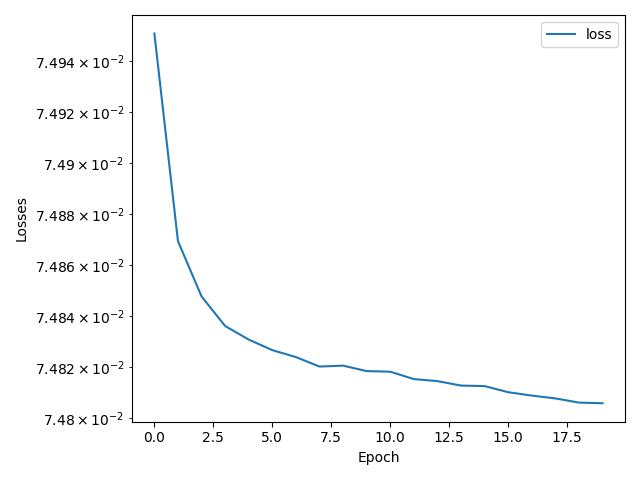 loss
7.494 × 10⁻²
7.492 × 10⁻²
7.49 × 10⁻²
7.488 × 10⁻²
7.486 × 10⁻²
7.484 × 10⁻²
7.482 × 10⁻²
7.48 × 10⁻²
Losses
0.0 2.5 5.0 7.5 10.0 12.5 15.0 17.5
Epoch